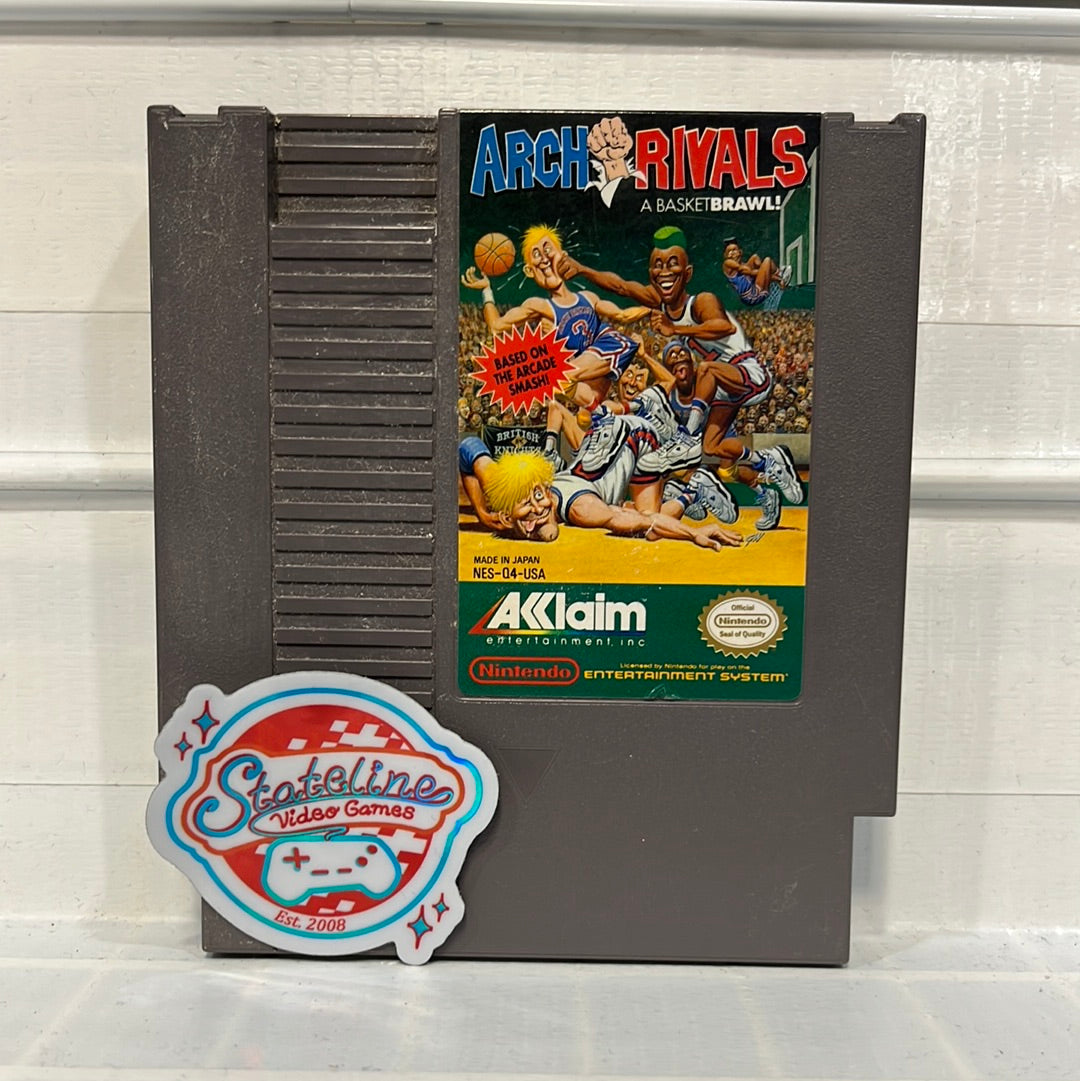 ARCH RIVALS
A BASKETBRAWL!
BASED ON
THE ARCADE
SMASH!
BRITISH
KNIGHTS
MADE IN JAPAN
NES-Q4-USA
AKKlaim
entertainment, inc
Official
Nintendo
Seal of Quality
Nintendo
Licensed by Nintendo for play on the
ENTERTAINMENT SYSTEM
Stateline
Video Games
Est. 2008